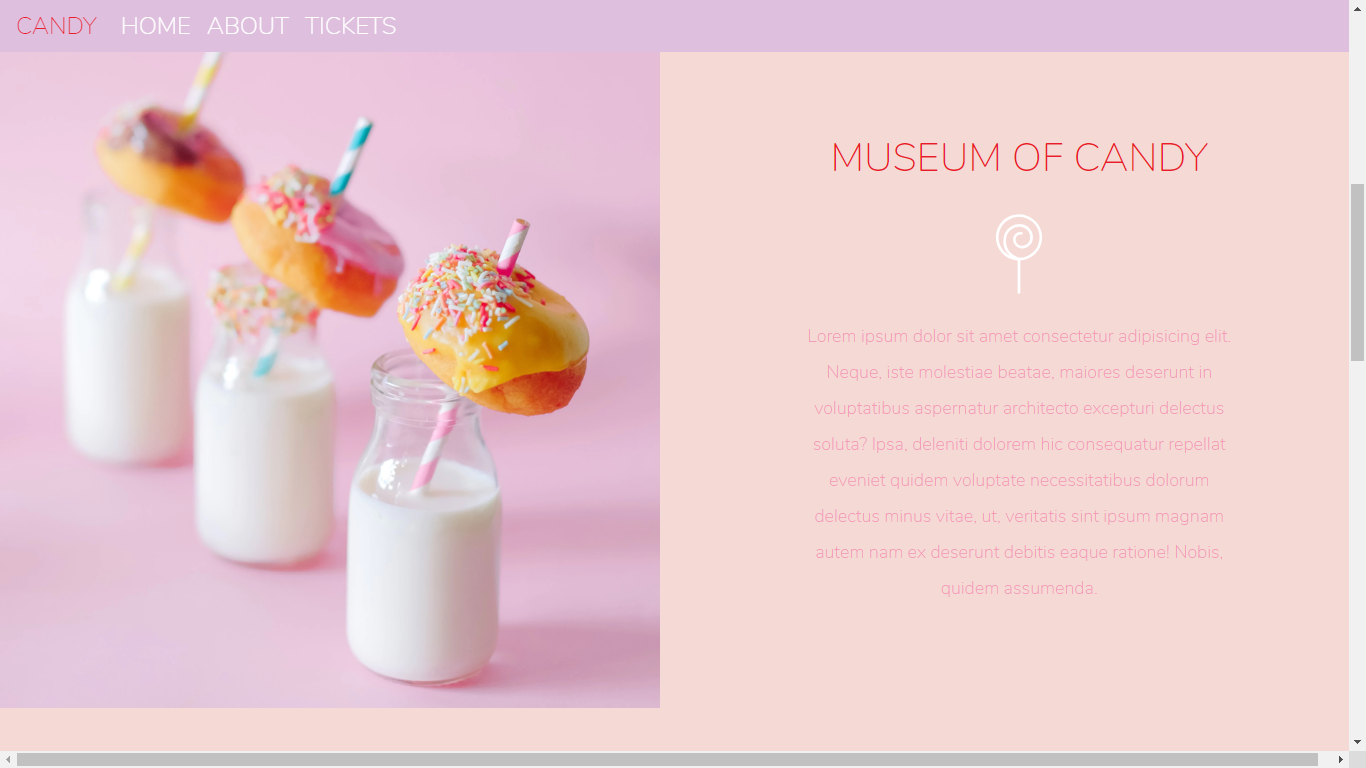 CANDY HOME ABOUT TICKETS
MUSEUM OF CANDY
Lorem ipsum dolor sit amet consectetur adipisicing elit.
Neque, iste molestiae beatae, maiores deserunt in
voluptatibus aspernatur architecto excepturi delectus
soluta? Ipsa, deleniti dolorem hic consequatur repellat
eveniet quidem voluptate necessitatibus dolorum
delectus minus vitae, ut, veritatis sint ipsum magnam
autem nam ex deserunt debitis eaque ratione! Nobis,
quidem assumenda.